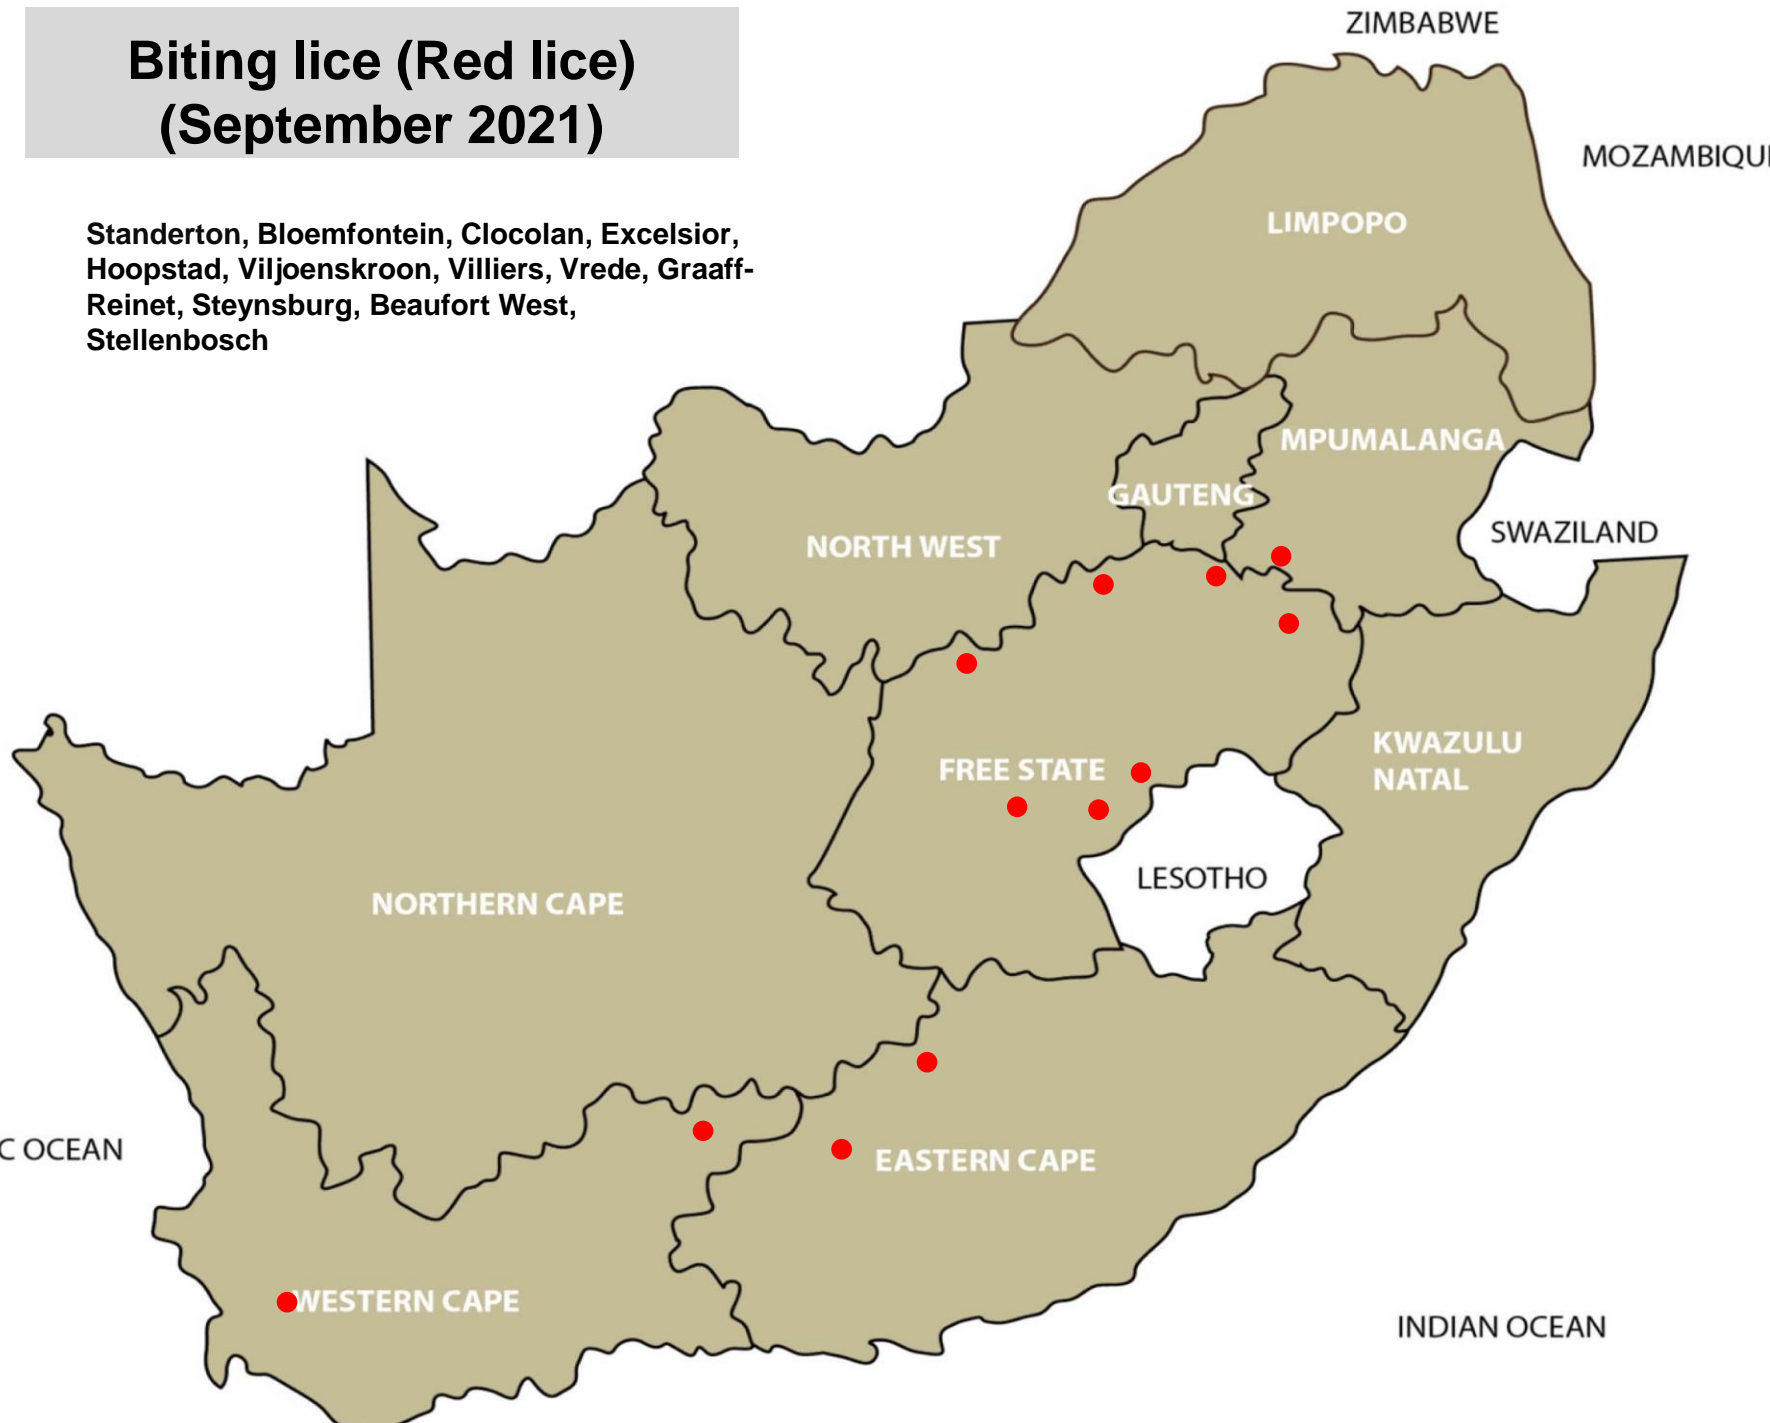 Biting lice (Red lice)
(September 2021)
Standerton, Bloemfontein, Clocolan, Excelsior,
Hoopstad, Viljoenskroon, Villiers, Vrede, Graaff-
Reinet, Steynsburg, Beaufort West,
Stellenbosch
ZIMBABWE
MOZAMBIQU
LIMPOPO
MPUMALANGA
GAUTENG
NORTH WEST
SWAZILAND
KWAZULU
NATAL
FREE STATE
LESOTHO
NORTHERN CAPE
C OCEAN
EASTERN CAPE
WESTERN CAPE
INDIAN OCEAN